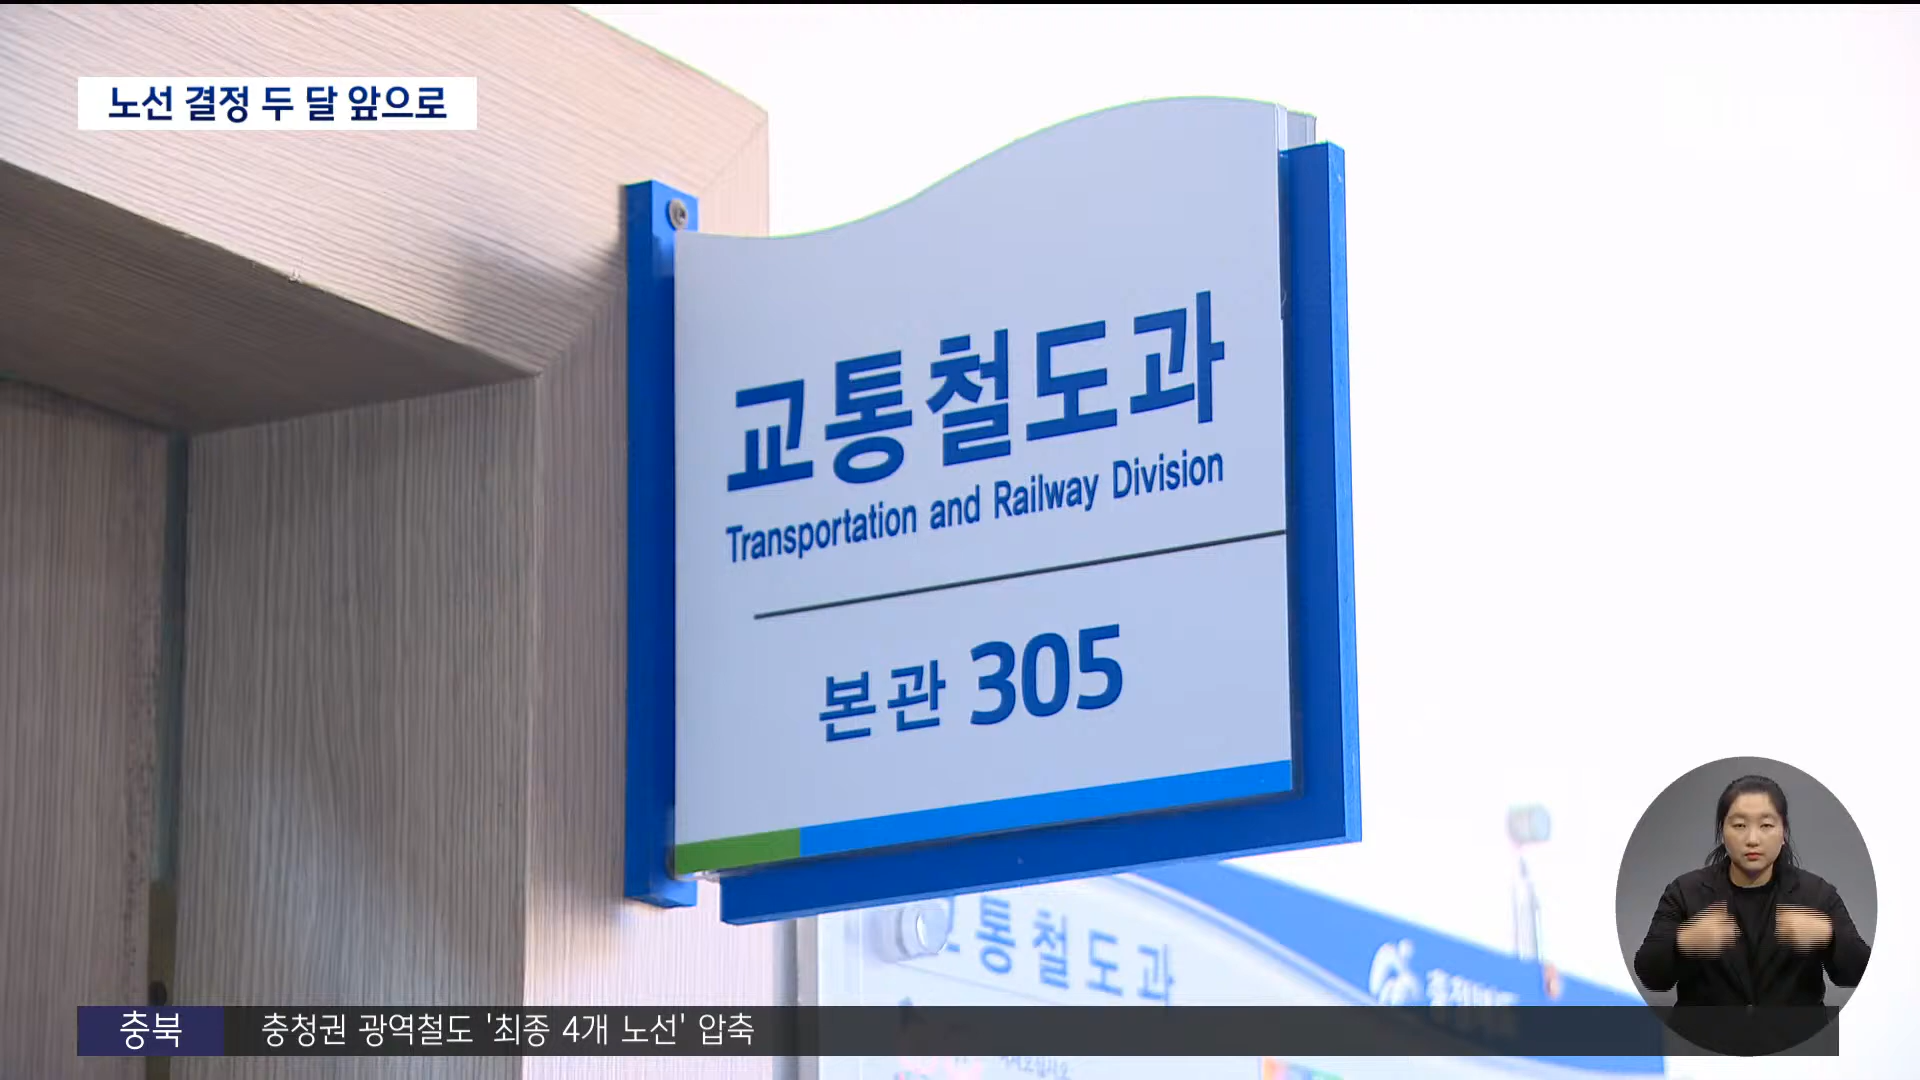 노선 결정 두 달 앞으로
교통철도과
Transportation and Railway Division
본관 305
통철도과
충북
충청권 광역철도 '최종 4개 노선' 압축